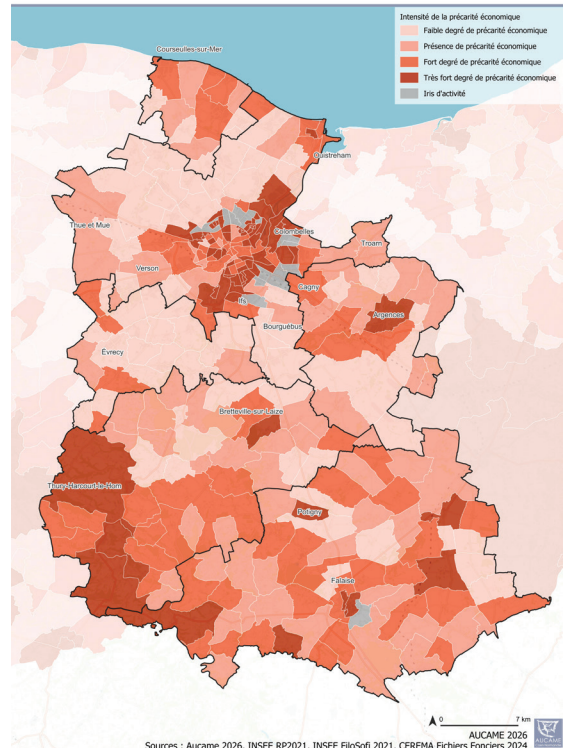 Intensité de la précarité économique
Faible degré de précarité économique
Présence de précarité économique
Fort degré de précarité économique
Très fort degré de précarité économique
Iris d'activité
Courseulles-sur-Mer
Ouistreham
Thue et Mue
Colombelles
Troarn
Verson
Cagny
Ifs
Argences
Bourguébus
Évrecy
Bretteville-sur-Laize
Thury-Harcourt-le-Hom
Potigny
Falaise
0 7 km
AUCAME 2026
AUCAME
Sources : Aucame 2026, INSEE RP2021, INSEE FiloSofi 2021, CEREMA Fichiers Fonciers 2024